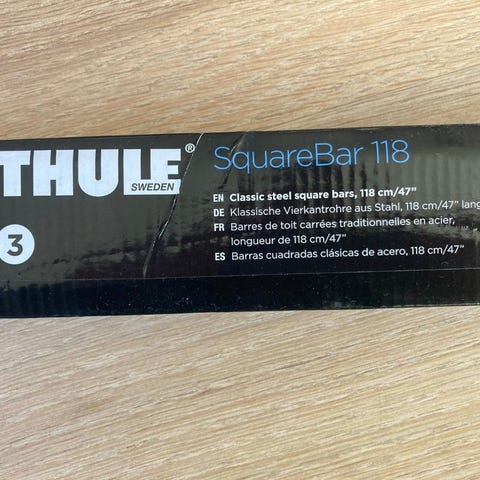 THULE®
SWEDEN
3
SquareBar 118
EN Classic steel square bars, 118 cm/47"
DE Klassische Vierkantrohre aus Stahl, 118 cm/47" lang
FR Barres de toit carrées traditionnelles en acier,
longueur de 118 cm/47"
ES Barras cuadradas clásicas de acero, 118 cm/47"